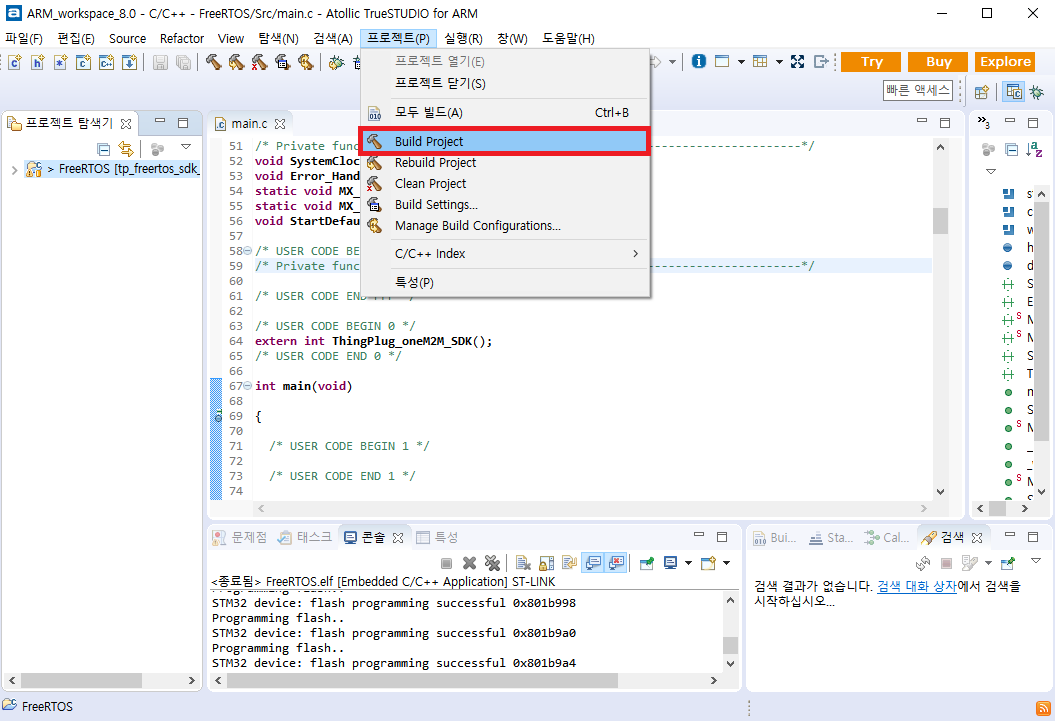 ARM_workspace_8.0 - C/C++ - FreeRTOS/Src/main.c - Atollic TrueSTUDIO for ARM
파일(F) 편집(E) Source Refactor View 탐색(N) 검색(A) 프로젝트(P) 실행(R) 창(W) 도움말(H)
Try Buy Explore
빠른 액세스
프로젝트 열기(E)
프로젝트 닫기(S)
모두 빌드(A) Ctrl+B
Build Project
Rebuild Project
Clean Project
Build Settings...
Manage Build Configurations...
C/C++ Index
특성(P)
프로젝트 탐색기
> FreeRTOS [tp_freertos_sdk_
main.c
51 /* Private func -----*/
52 void SystemCloc
53 void Error_Hand
54 static void MX_
55 static void MX_
56 void StartDefau
57
58 /* USER CODE BE
59 /* Private func -----*/
60
61 /* USER CODE END */
62
63 /* USER CODE BEGIN 0 */
64 extern int ThingPlug_oneM2M_SDK();
65 /* USER CODE END 0 */
66
67 int main(void)
68
69 {
70
71 /* USER CODE BEGIN 1 */
72
73 /* USER CODE END 1 */
74
3
문제점 태스크 콘솔 특성
<종료됨> FreeRTOS.elf [Embedded C/C++ Application] ST-LINK
Programming flash..
STM32 device: flash programming successful 0x801b998
Programming flash..
STM32 device: flash programming successful 0x801b9a0
Programming flash..
STM32 device: flash programming successful 0x801b9a4
Bui... Sta... Cal... 검색
검색 결과가 없습니다. 검색 대화 상자에서 검색을
시작하십시오...
FreeRTOS